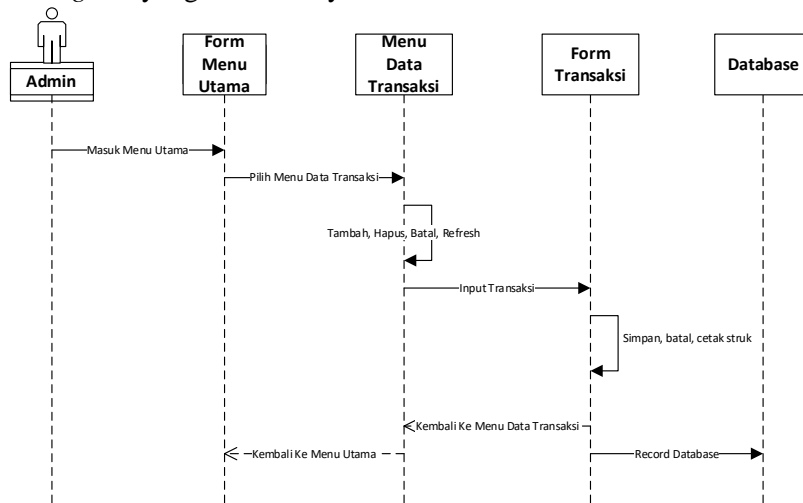 Form
Menu
Utama
Menu
Data
Transaksi
Form
Transaksi
Database
Admin
Masuk Menu Utama
Pilih Menu Data Transaksi
Tambah, Hapus, Batal, Refresh
Input Transaksi
Simpan, batal, cetak struk
Kembali Ke Menu Data Transaksi
Kembali Ke Menu Utama
Record Database